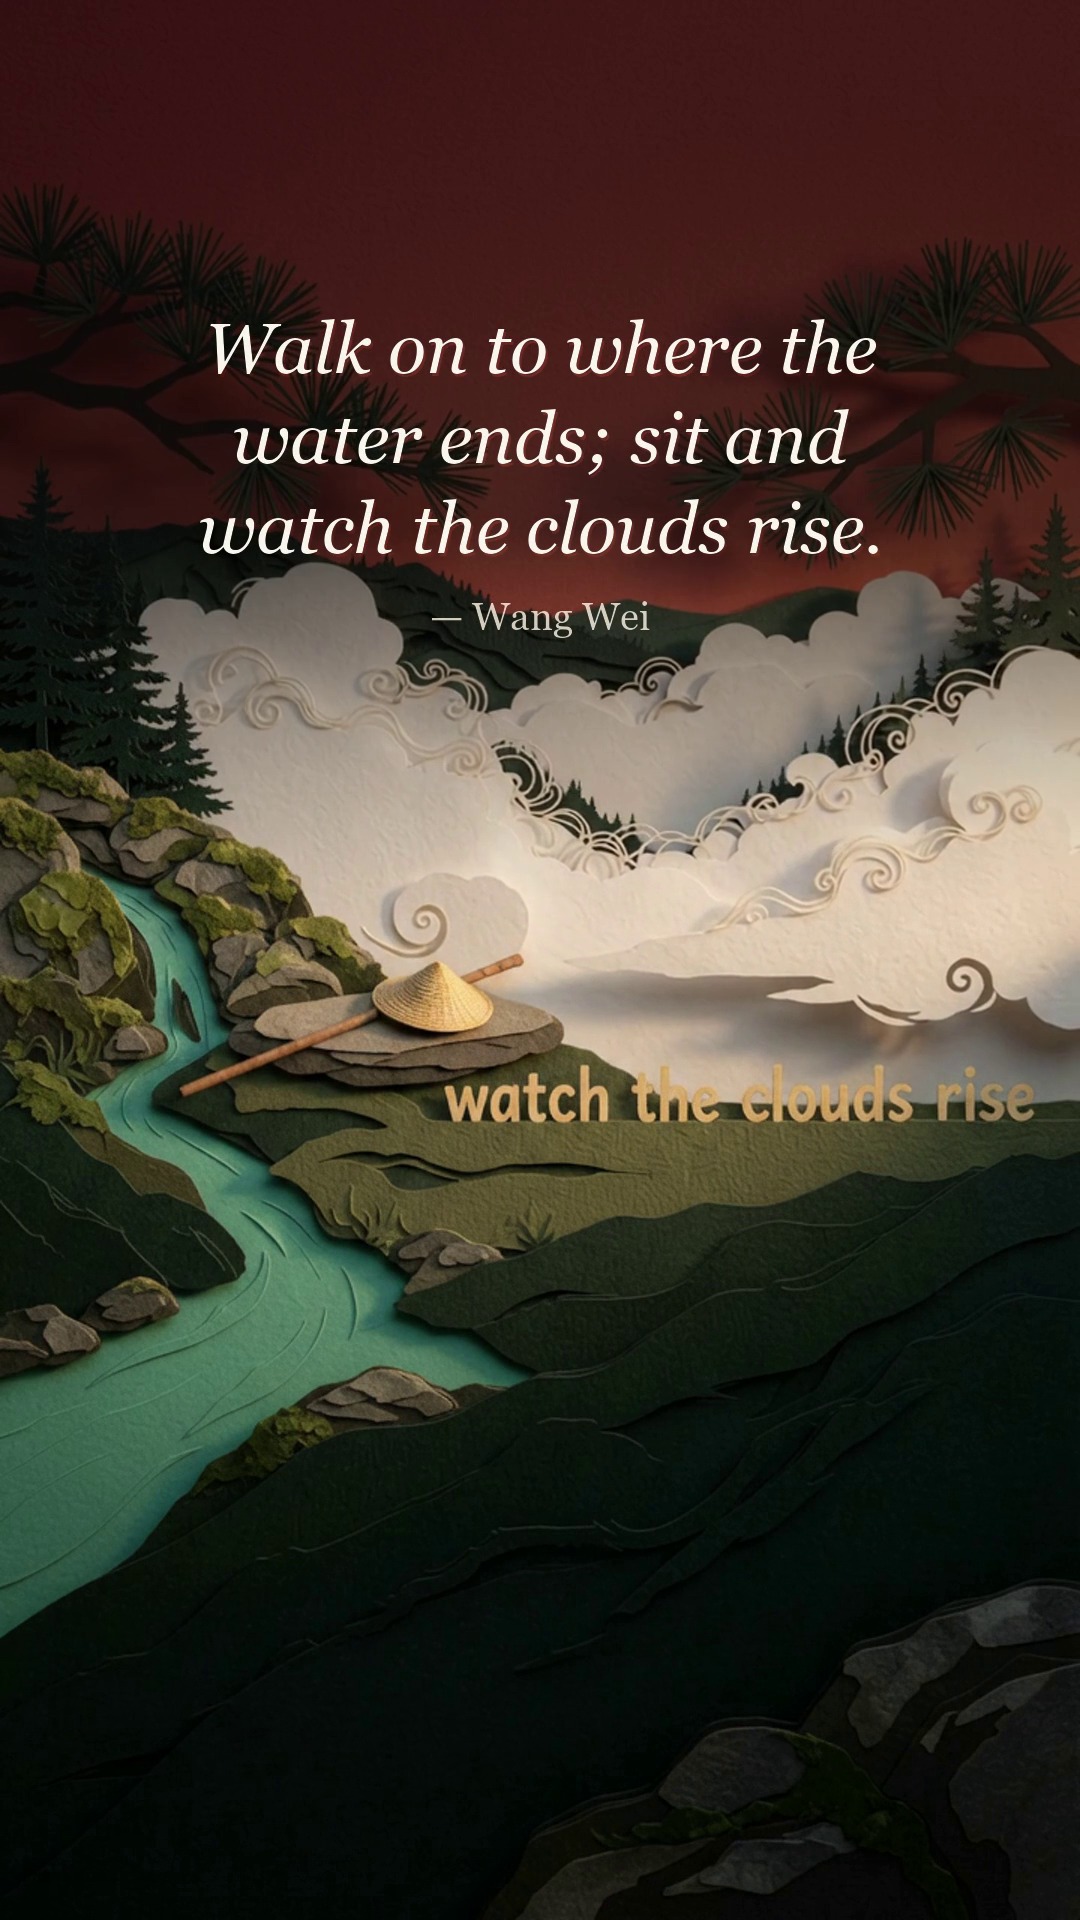 Walk on to where the
water ends; sit and
watch the clouds rise.
— Wang Wei
watch the clouds rise